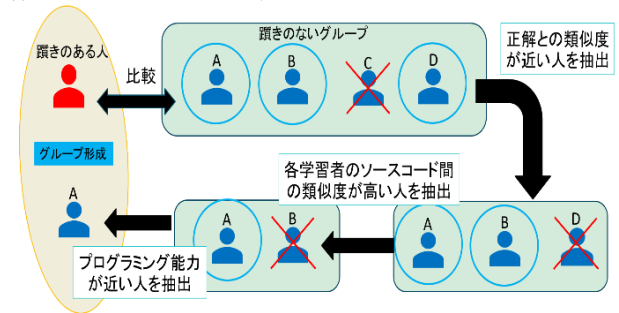 躓きのある人
比較
躓きのないグループ
A
B
C
D
正解との類似度
が近い人を抽出
グループ形成
A
各学習者のソースコード間
の類似度が高い人を抽出
A
B
A
B
D
プログラミング能力
が近い人を抽出